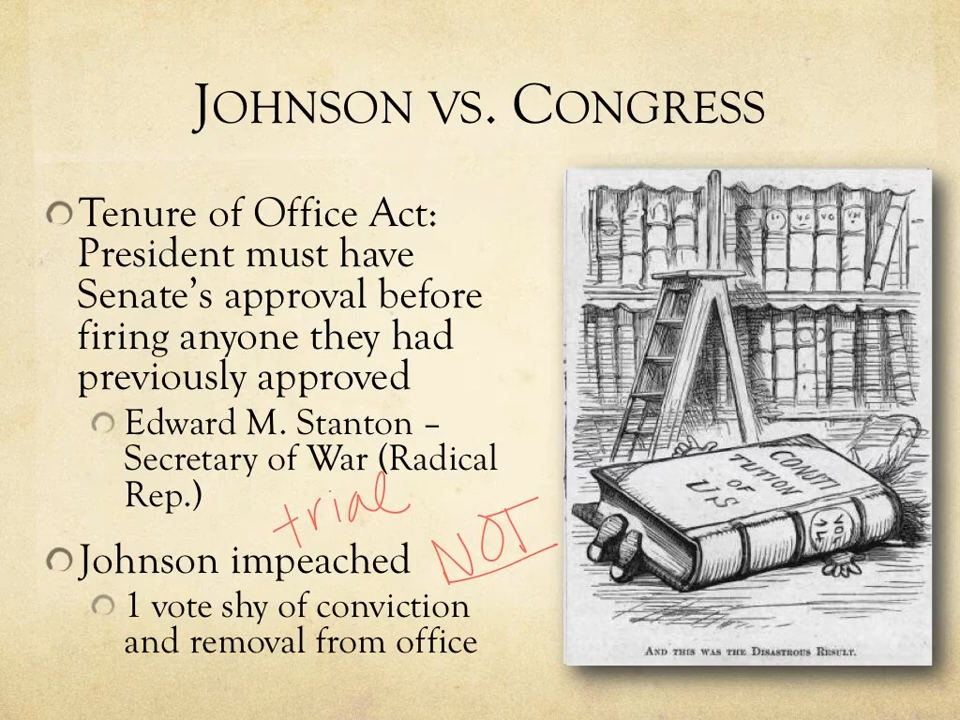 JOHNSON VS. CONGRESS
Tenure of Office Act:
President must have
Senate's approval before
firing anyone they had
previously approved
Edward M. Stanton –
Secretary of War (Radical
Rep.)
trial
Johnson impeached
NOT
1 vote shy of conviction
and removal from office
CONSTI
TUTION
OF
U.S
AND THIS WAS THE DISASTROUS RESULT.